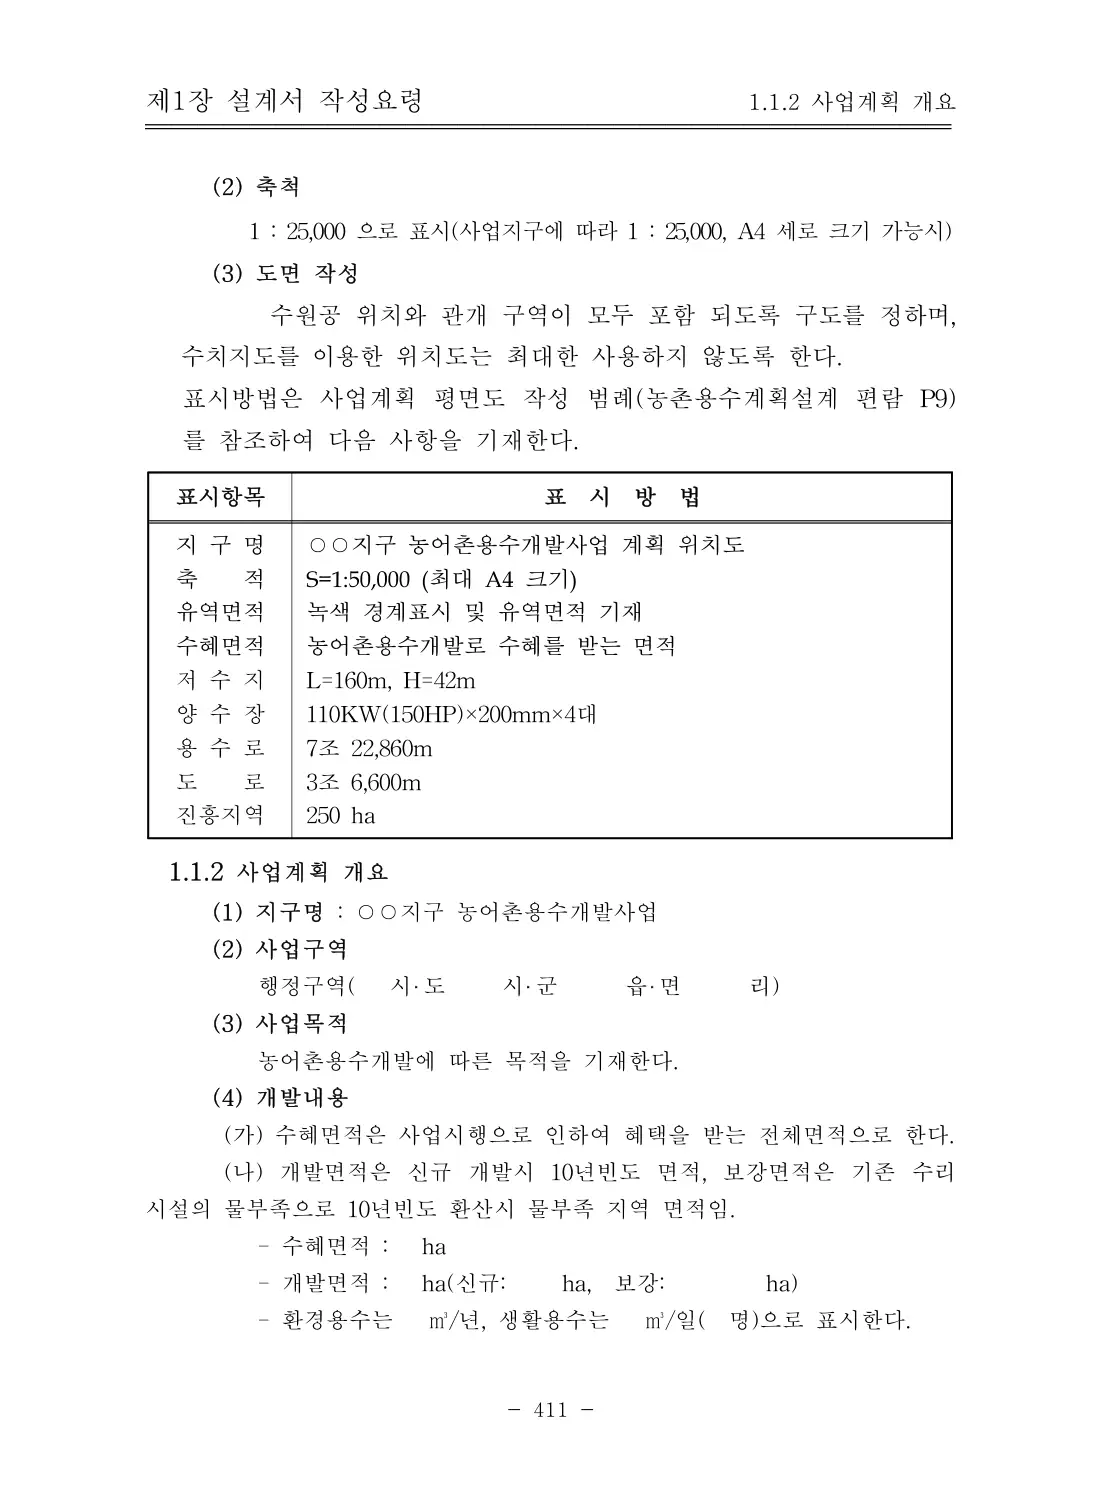 제1장 설계서 작성요령 1.1.2 사업계획 개요
(2) 축척
1 : 25,000 으로 표시(사업지구에 따라 1 : 25,000, A4 세로 크기 가능시)
(3) 도면 작성
수원공 위치와 관개 구역이 모두 포함 되도록 구도를 정하며,
수치지도를 이용한 위치도는 최대한 사용하지 않도록 한다.
표시방법은 사업계획 평면도 작성 범례(농촌용수계획설계 편람 P9)
를 참조하여 다음 사항을 기재한다.
표시항목 표 시 방 법
지 구 명 ○○지구 농어촌용수개발사업 계획 위치도
축 적 S=1:50,000 (최대 A4 크기)
유역면적 녹색 경계표시 및 유역면적 기재
수혜면적 농어촌용수개발로 수혜를 받는 면적
저 수 지 L=160m, H=42m
양 수 장 110KW(150HP)×200mm×4대
용 수 로 7조 22,860m
도 로 3조 6,600m
진흥지역 250 ha
1.1.2 사업계획 개요
(1) 지구명 : ○○지구 농어촌용수개발사업
(2) 사업구역
행정구역( 시·도 시·군 읍·면 리)
(3) 사업목적
농어촌용수개발에 따른 목적을 기재한다.
(4) 개발내용
(가) 수혜면적은 사업시행으로 인하여 혜택을 받는 전체면적으로 한다.
(나) 개발면적은 신규 개발시 10년빈도 면적, 보강면적은 기존 수리
시설의 물부족으로 10년빈도 환산시 물부족 지역 면적임.
- 수혜면적 : ha
- 개발면적 : ha(신규: ha, 보강: ha)
- 환경용수는 ㎥/년, 생활용수는 ㎥/일( 명)으로 표시한다.
- 411 -